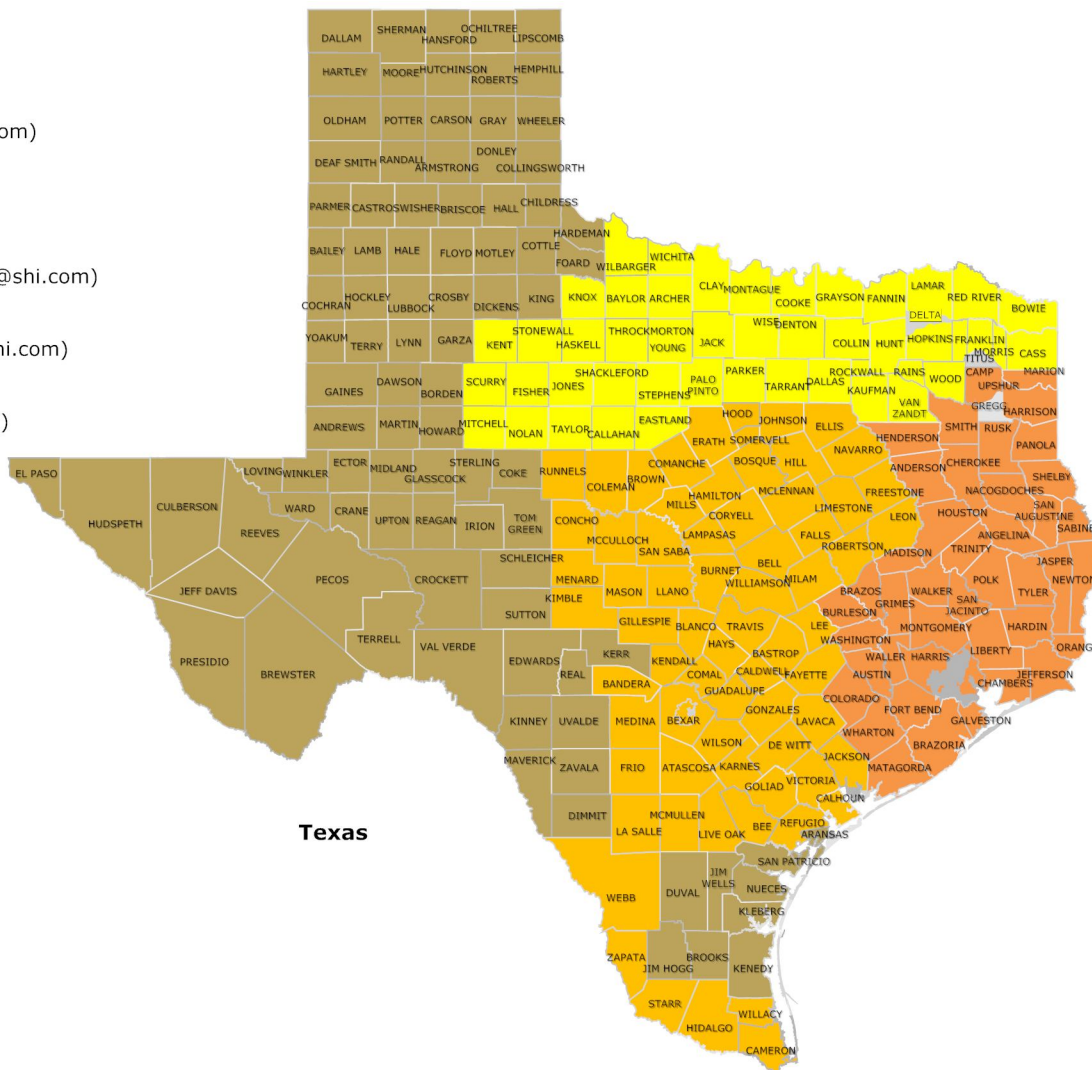 om)
@shi.com)
hi.com)
)
DALLAM SHERMAN HANSFORD OCHILTREE LIPSCOMB
HARTLEY MOORE HUTCHINSON ROBERTS HEMPHILL
OLDHAM POTTER CARSON GRAY WHEELER
DEAF SMITH RANDALL ARMSTRONG DONLEY COLLINGSWORTH
PARMER CASTRO SWISHER BRISCOE HALL CHILDRESS
HARDEMAN
BAILEY LAMB HALE FLOYD MOTLEY COTTLE FOARD WILBARGER WICHITA
COCHRAN HOCKLEY LUBBOCK CROSBY DICKENS KING KNOX BAYLOR ARCHER CLAY MONTAGUE COOKE GRAYSON FANNIN LAMAR RED RIVER BOWIE
DELTA
YOAKUM TERRY LYNN GARZA KENT STONEWALL HASKELL THROCKMORTON YOUNG JACK WISE DENTON COLLIN HUNT HOPKINS FRANKLIN TITUS MORRIS CASS
GAINES DAWSON BORDEN SCURRY FISHER JONES SHACKELFORD STEPHENS PALO PINTO PARKER TARRANT DALLAS ROCKWALL KAUFMAN RAINS VAN ZANDT WOOD CAMP UPSHUR MARION
GREGG HARRISON
ANDREWS MARTIN HOWARD MITCHELL NOLAN TAYLOR CALLAHAN EASTLAND ERATH HOOD SOMERVELL JOHNSON ELLIS NAVARRO HENDERSON SMITH RUSK PANOLA
EL PASO HUDSPETH CULBERSON REEVES LOVING WINKLER ECTOR MIDLAND GLASSCOCK STERLING COKE RUNNELS COLEMAN BROWN COMANCHE BOSQUE HILL FREESTONE ANDERSON CHEROKEE NACOGDOCHES SHELBY
WARD CRANE UPTON REAGAN IRION TOM GREEN CONCHO MCCULLOCH SAN SABA MILLS HAMILTON CORYELL LAMPASAS MCLENNAN LIMESTONE FALLS LEON HOUSTON ANGELINA SAN AUGUSTINE SABINE
JEFF DAVIS PECOS CROCKETT SCHLEICHER SUTTON MENARD KIMBLE MASON LLANO BURNET BELL WILLIAMSON MILAM ROBERTSON MADISON TRINITY POLK TYLER JASPER NEWTON
PRESIDIO BREWSTER TERRELL VAL VERDE EDWARDS REAL KERR GILLESPIE BLANCO TRAVIS HAYS BASTROP LEE BURLESON BRAZOS GRIMES WALKER SAN JACINTO MONTGOMERY HARDIN
WASHINGTON WALLER HARRIS LIBERTY ORANG
BANDERA KENDALL COMAL CALDWELL FAYETTE AUSTIN CHAMBERS JEFFERSON
KINNEY UVALDE MEDINA BEXAR GUADALUPE GONZALES LAVACA COLORADO FORT BEND GALVESTON
MAVERICK ZAVALA FRIO ATASCOSA WILSON KARNES DE WITT JACKSON WHARTON MATAGORDA BRAZORIA
DIMMIT LA SALLE MCMULLEN LIVE OAK BEE GOLIAD VICTORIA CALHOUN
REFUGIO ARANSAS
Texas
WEBB DUVAL JIM WELLS SAN PATRICIO NUECES
KLEBERG
ZAPATA JIM HOGG BROOKS KENEDY
STARR HIDALGO WILLACY
CAMERON